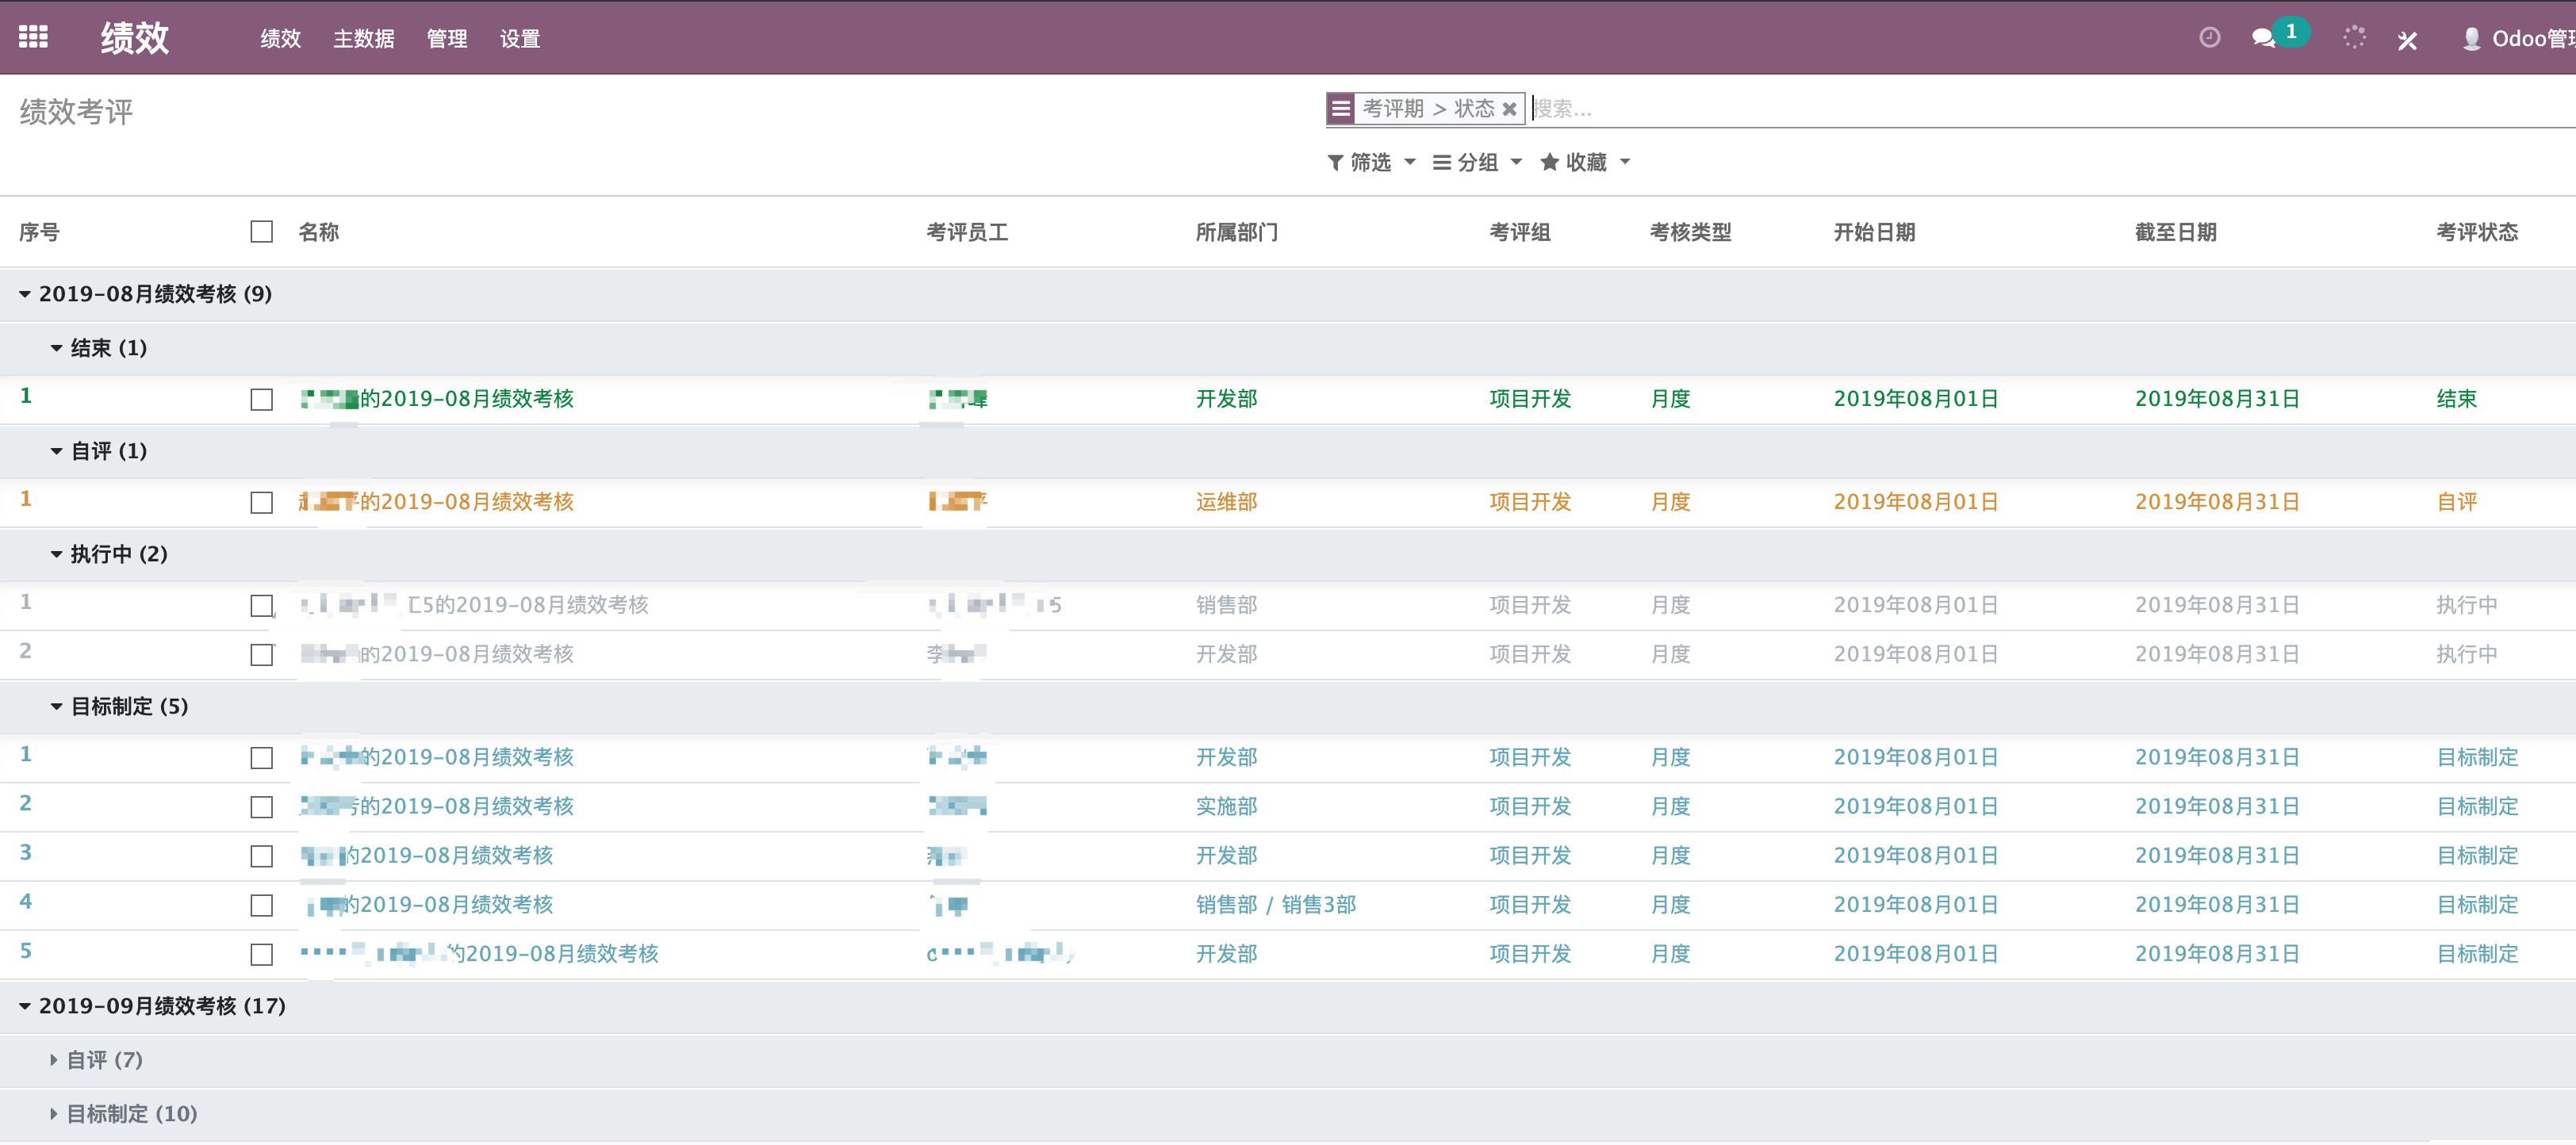 绩效 绩效 主数据 管理 设置 1 Odoo管
绩效考评 考评期 > 状态 搜索...
筛选 分组 收藏
序号 名称 考评员工 所属部门 考评组 考核类型 开始日期 截至日期 考评状态
2019-08月绩效考核 (9)
结束 (1)
1 的2019-08月绩效考核 开发部 项目开发 月度 2019年08月01日 2019年08月31日 结束
自评 (1)
1 的2019-08月绩效考核 运维部 项目开发 月度 2019年08月01日 2019年08月31日 自评
执行中 (2)
1 5的2019-08月绩效考核 5 销售部 项目开发 月度 2019年08月01日 2019年08月31日 执行中
2 的2019-08月绩效考核 李 开发部 项目开发 月度 2019年08月01日 2019年08月31日 执行中
目标制定 (5)
1 的2019-08月绩效考核 开发部 项目开发 月度 2019年08月01日 2019年08月31日 目标制定
2 的2019-08月绩效考核 实施部 项目开发 月度 2019年08月01日 2019年08月31日 目标制定
3 的2019-08月绩效考核 开发部 项目开发 月度 2019年08月01日 2019年08月31日 目标制定
4 的2019-08月绩效考核 销售部 / 销售3部 项目开发 月度 2019年08月01日 2019年08月31日 目标制定
5 的2019-08月绩效考核 开发部 项目开发 月度 2019年08月01日 2019年08月31日 目标制定
2019-09月绩效考核 (17)
自评 (7)
目标制定 (10)